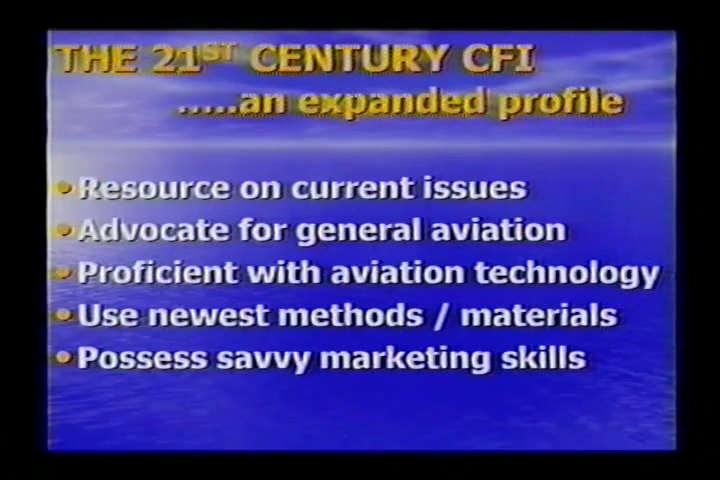 THE 21ST CENTURY CFI
.....an expanded profile
• Resource on current issues
• Advocate for general aviation
• Proficient with aviation technology
• Use newest methods / materials
• Possess savvy marketing skills